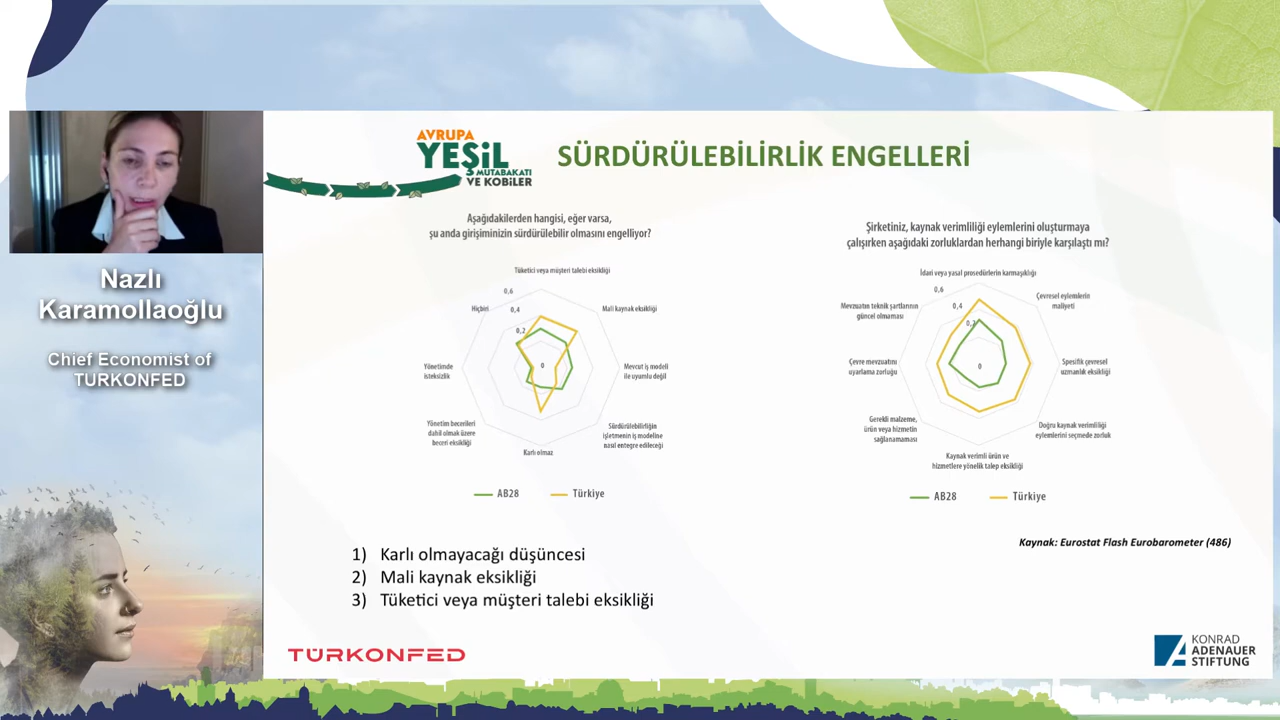 AVRUPA
YEŞİL
MUTABAKATI
VE KOBİLER
SÜRDÜRÜLEBİLİRLİK ENGELLERİ
Nazlı
Karamollaoğlu
Chief Economist of
TURKONFED
Aşağıdakilerden hangisi, eğer varsa,
şu anda girişiminizin sürdürülebilir olmasını engelliyor?
Tüketici veya müşteri talebi eksikliği
0,6
0,4
0,2
0
Hiçbiri
Mali kaynak eksikliği
Yönetimde
isteksizlik
Mevcut iş modeli
ile uyumlu değil
Yönetim becerileri
dahil olmak üzere
beceri eksikliği
Sürdürülebilirliğin
işletmenin iş modeline
nasıl entegre edileceği
Karlı olmaz
AB28
Türkiye
Şirketiniz, kaynak verimliliği eylemlerini oluşturmaya
çalışırken aşağıdaki zorluklardan herhangi biriyle karşılaştı mı?
İdari veya yasal prosedürlerin karmaşıklığı
0,6
0,4
0,2
0
Mevzuatın teknik şartlarının
güncel olmaması
Çevresel eylemlerin
maliyeti
Çevre mevzuatını
uyarlama zorluğu
Spesifik çevresel
uzmanlık eksikliği
Gerekli malzeme,
ürün veya hizmetin
sağlanamaması
Doğru kaynak verimliliği
eylemlerini seçmede zorluk
Kaynak verimli ürün ve
hizmetlere yönelik talep eksikliği
AB28
Türkiye
Kaynak: Eurostat Flash Eurobarometer (486)
1) Karlı olmayacağı düşüncesi
2) Mali kaynak eksikliği
3) Tüketici veya müşteri talebi eksikliği
TÜRKONFED
KONRAD
ADENAUER
STIFTUNG